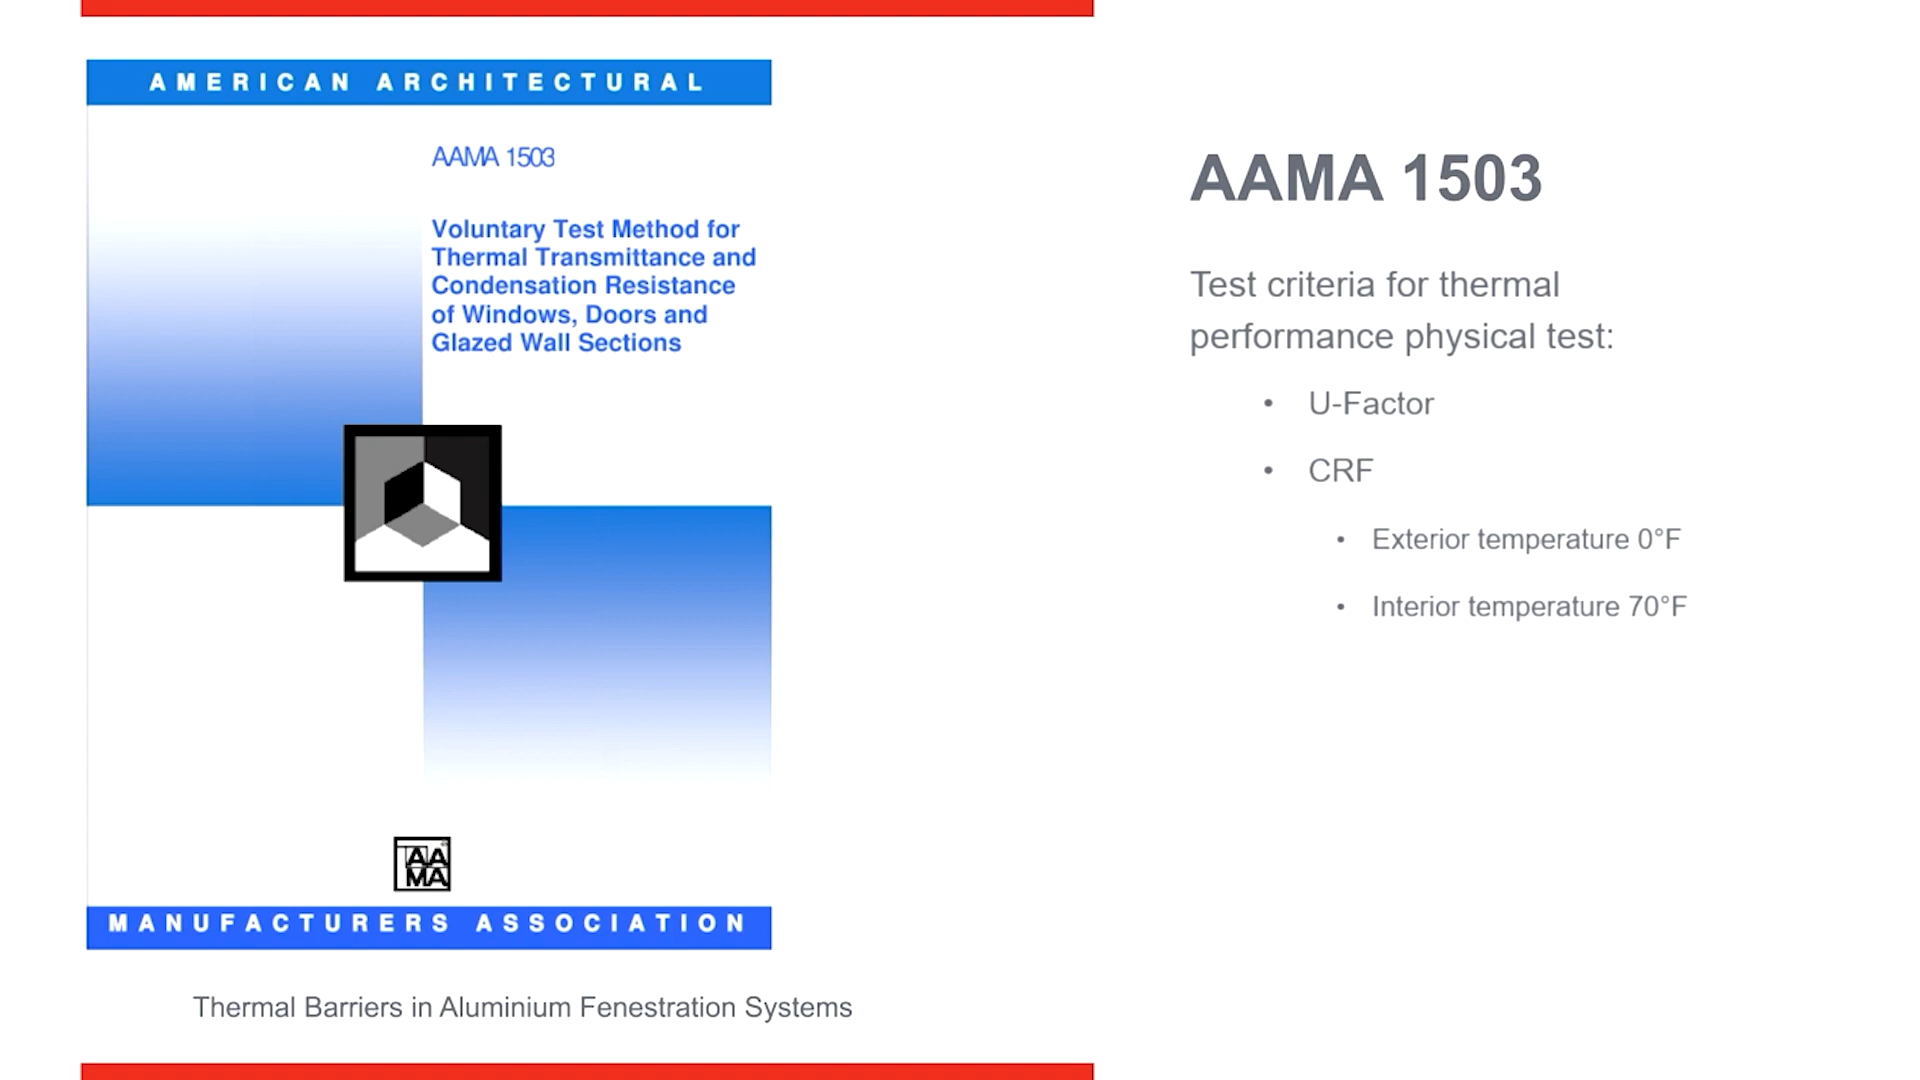 AMERICAN ARCHITECTURAL
AAMA 1503
Voluntary Test Method for
Thermal Transmittance and
Condensation Resistance
of Windows, Doors and
Glazed Wall Sections
AA
MA
MANUFACTURERS ASSOCIATION
Thermal Barriers in Aluminium Fenestration Systems
AAMA 1503
Test criteria for thermal
performance physical test:
• U-Factor
• CRF
• Exterior temperature 0°F
• Interior temperature 70°F